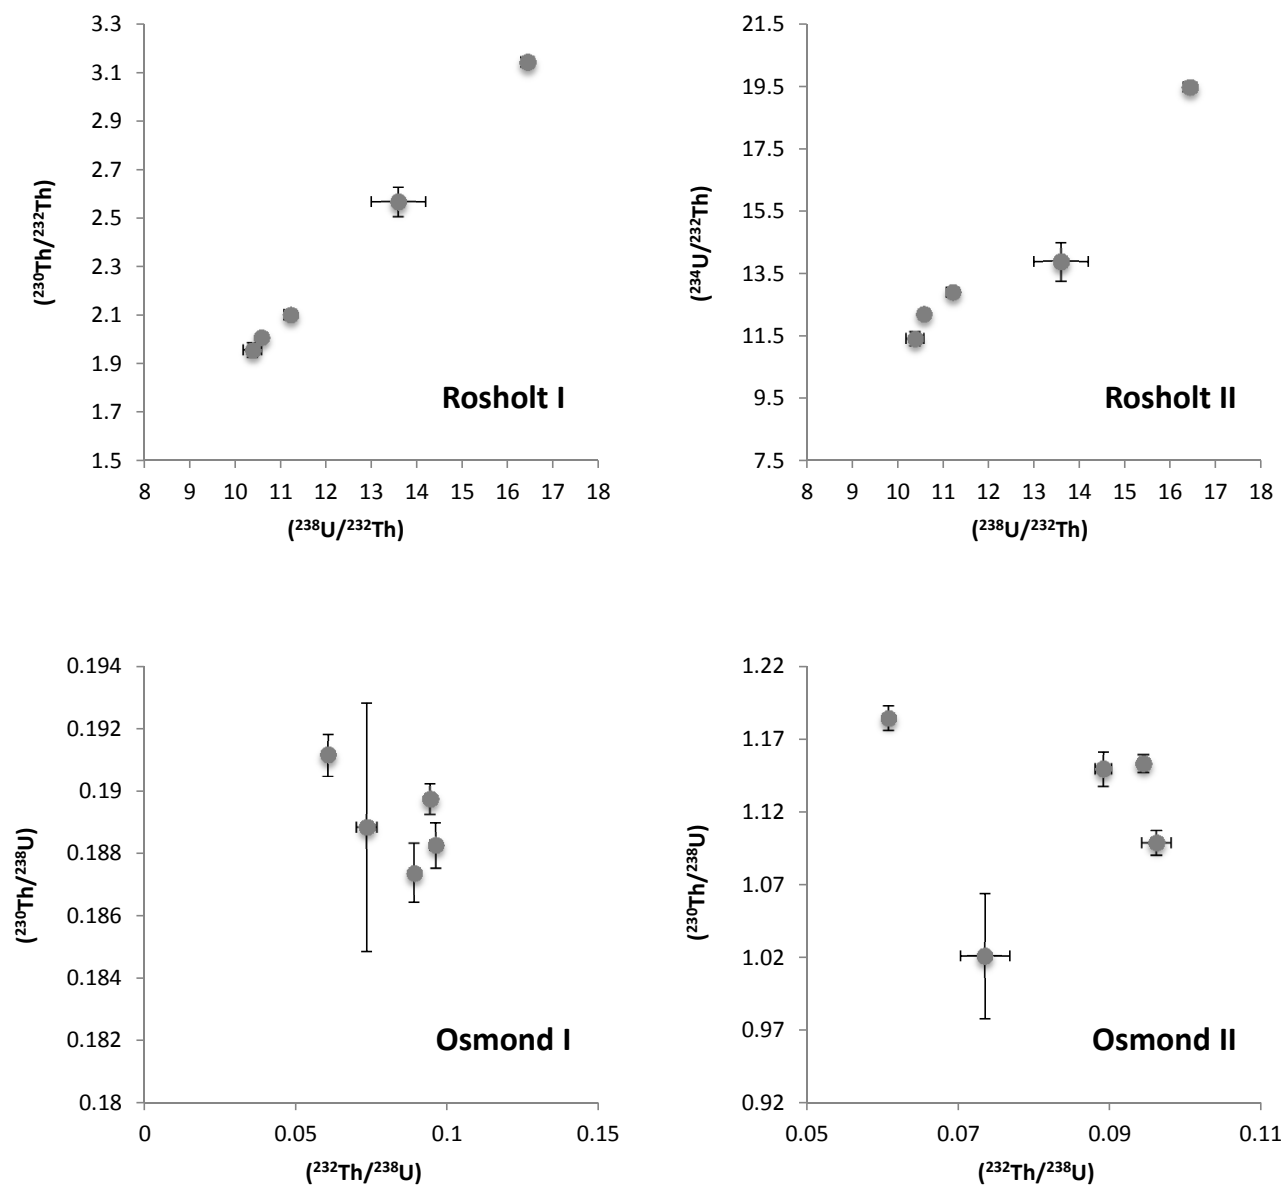 3.3
3.1
2.9
2.7
2.5
2.3
2.1
1.9
1.7
1.5
(²³⁰Th/²³²Th)
8 9 10 11 12 13 14 15 16 17 18
(²³⁸U/²³²Th)
Rosholt I
21.5
19.5
17.5
15.5
13.5
11.5
9.5
7.5
(²³⁴U/²³²Th)
8 9 10 11 12 13 14 15 16 17 18
(²³⁸U/²³²Th)
Rosholt II
0.194
0.192
0.19
0.188
0.186
0.184
0.182
0.18
(²³⁰Th/²³⁸U)
0 0.05 0.1 0.15
(²³²Th/²³⁸U)
Osmond I
1.22
1.17
1.12
1.07
1.02
0.97
0.92
(²³⁰Th/²³⁸U)
0.05 0.07 0.09 0.11
(²³²Th/²³⁸U)
Osmond II